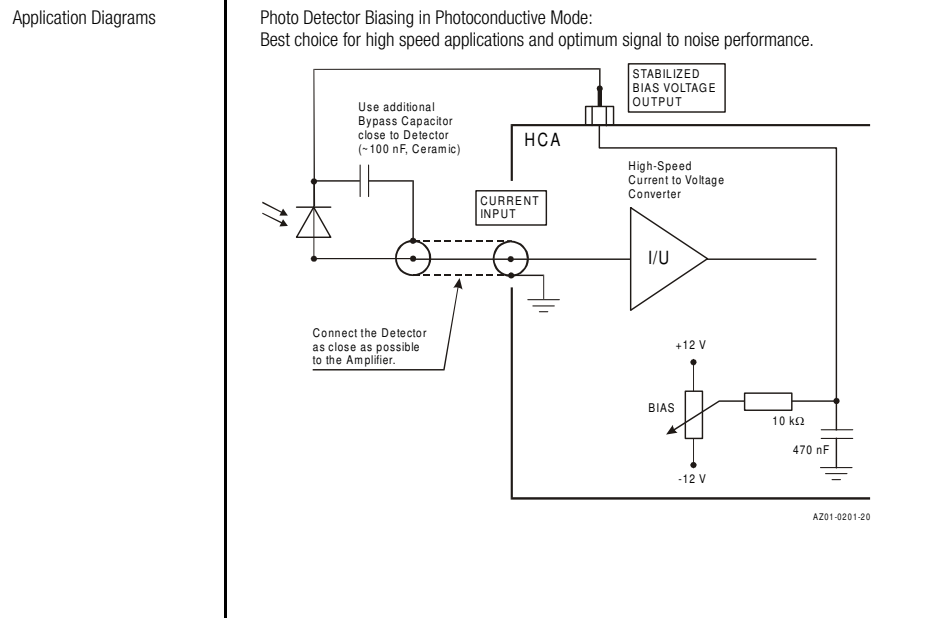 Application Diagrams
Photo Detector Biasing in Photoconductive Mode:
Best choice for high speed applications and optimum signal to noise performance.
STABILIZED
BIAS VOLTAGE
OUTPUT
Use additional
Bypass Capacitor
close to Detector
(~100 nF, Ceramic)
HCA
High-Speed
Current to Voltage
Converter
CURRENT
INPUT
I/U
Connect the Detector
as close as possible
to the Amplifier.
+12 V
BIAS
10 kΩ
470 nF
-12 V
AZ01-0201-20